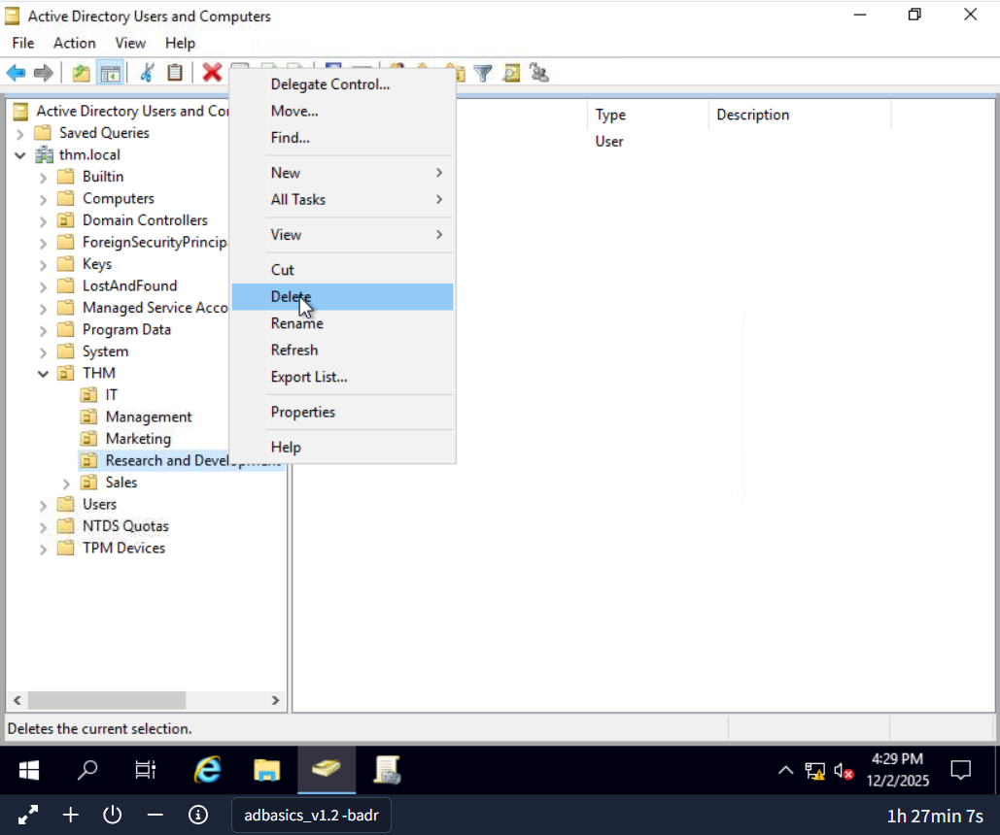 Active Directory Users and Computers
File Action View Help
Active Directory Users and Co
Saved Queries
thm.local
Builtin
Computers
Domain Controllers
ForeignSecurityPrincip
Keys
LostAndFound
Managed Service Acco
Program Data
System
THM
IT
Management
Marketing
Research and Development
Sales
Users
NTDS Quotas
TPM Devices
Delegate Control...
Move...
Find...
New
All Tasks
View
Cut
Delete
Rename
Refresh
Export List...
Properties
Help
Type Description
User
Deletes the current selection.
4:29 PM
12/2/2025
adbasics_v1.2 -badr
1h 27min 7s